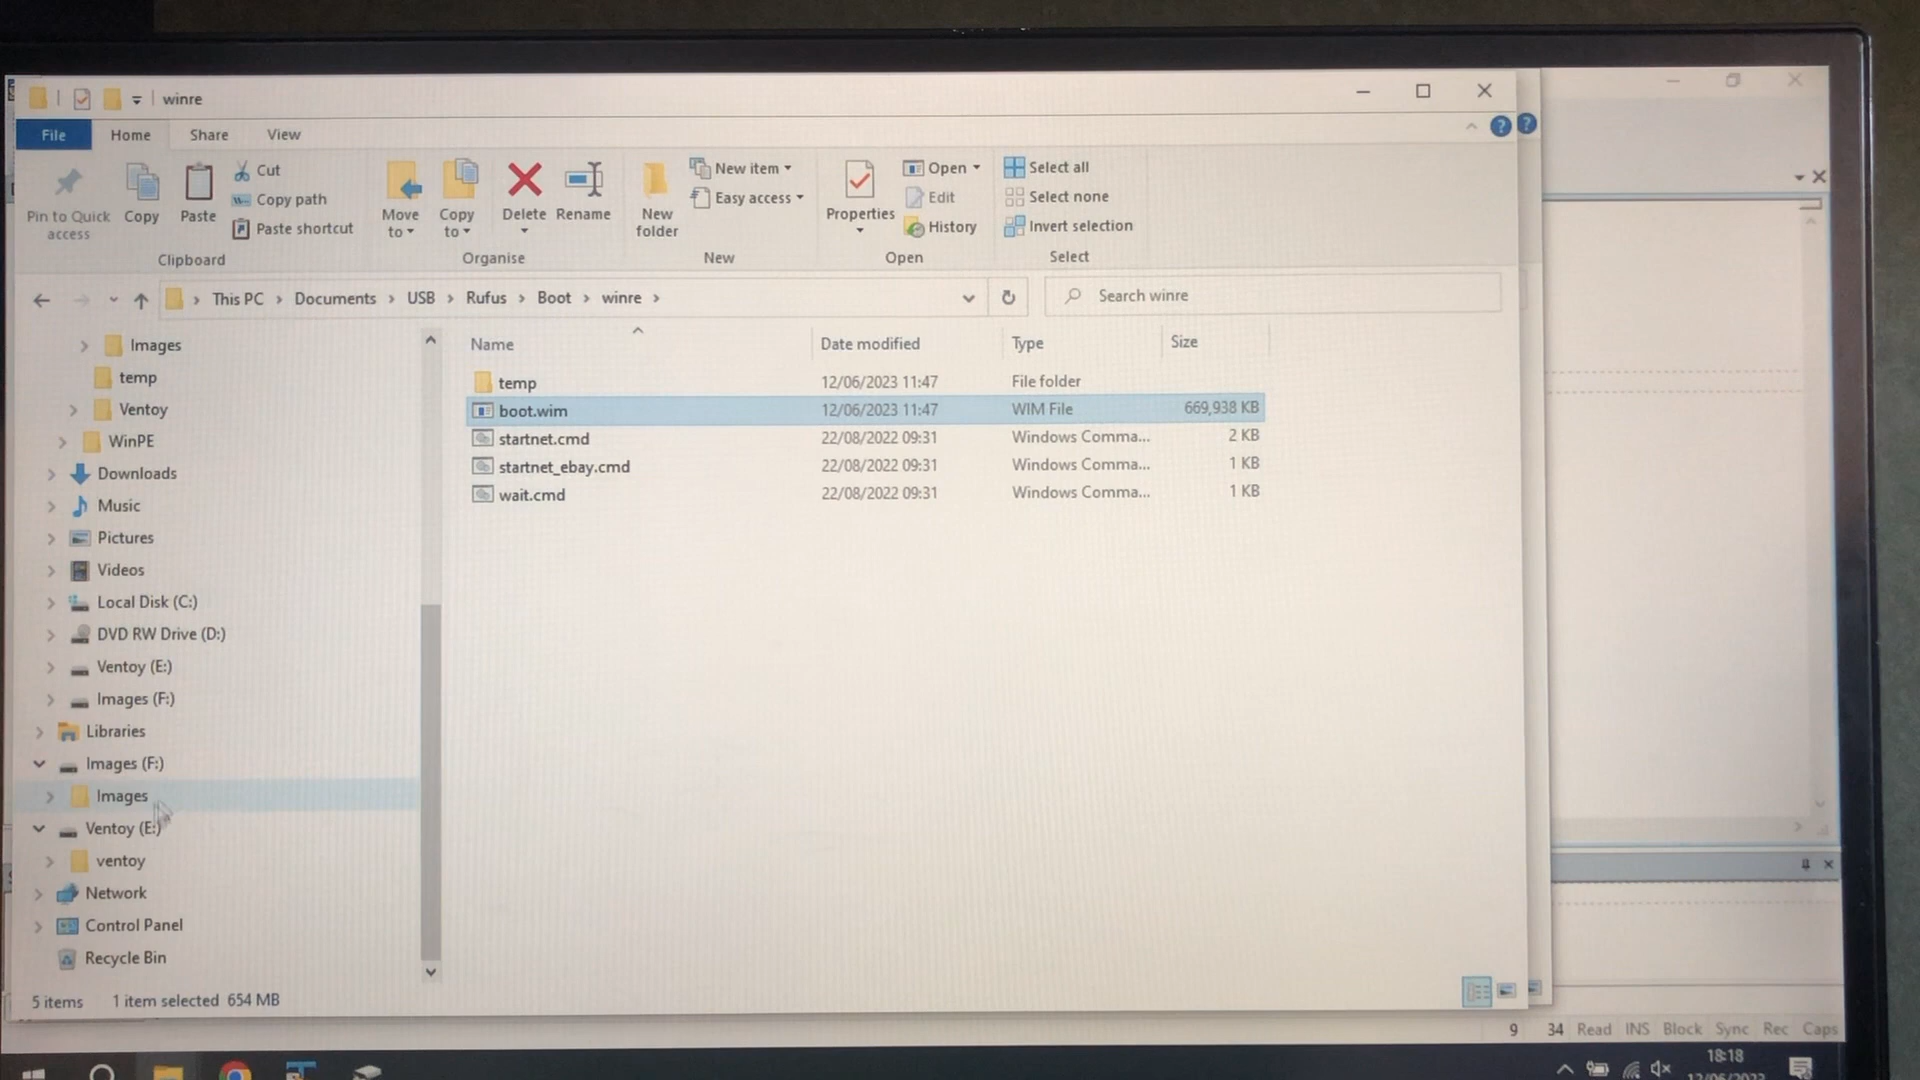 winre
File Home Share View
Pin to Quick access
Copy
Paste
Cut
Copy path
Paste shortcut
Clipboard
Move to
Copy to
Delete
Rename
Organise
New folder
New item
Easy access
New
Properties
Open
Edit
History
Open
Select all
Select none
Invert selection
Select
This PC > Documents > USB > Rufus > Boot > winre >
Search winre
Images
temp
Ventoy
WinPE
Downloads
Music
Pictures
Videos
Local Disk (C:)
DVD RW Drive (D:)
Ventoy (E:)
Images (F:)
Libraries
Images (F:)
Images
Ventoy (E:)
ventoy
Network
Control Panel
Recycle Bin
Name Date modified Type Size
temp 12/06/2023 11:47 File folder
boot.wim 12/06/2023 11:47 WIM File 669,938 KB
startnet.cmd 22/08/2022 09:31 Windows Comma... 2 KB
startnet_ebay.cmd 22/08/2022 09:31 Windows Comma... 1 KB
wait.cmd 22/08/2022 09:31 Windows Comma... 1 KB
5 items 1 item selected 654 MB
9 34 Read INS Block Sync Rec Caps
18:18
12/06/2023